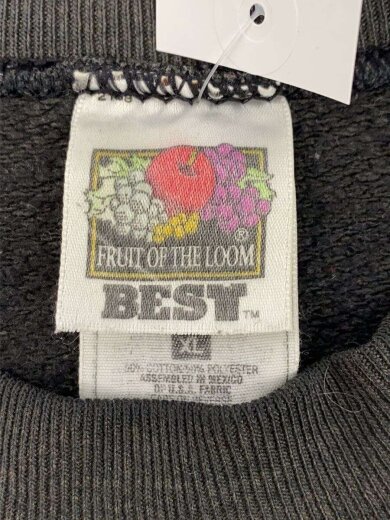 ®
FRUIT OF THE LOOM
BEST™
XL
50% COTTON/50% POLYESTER
ASSEMBLED IN MEXICO
OF U.S.A. FABRIC